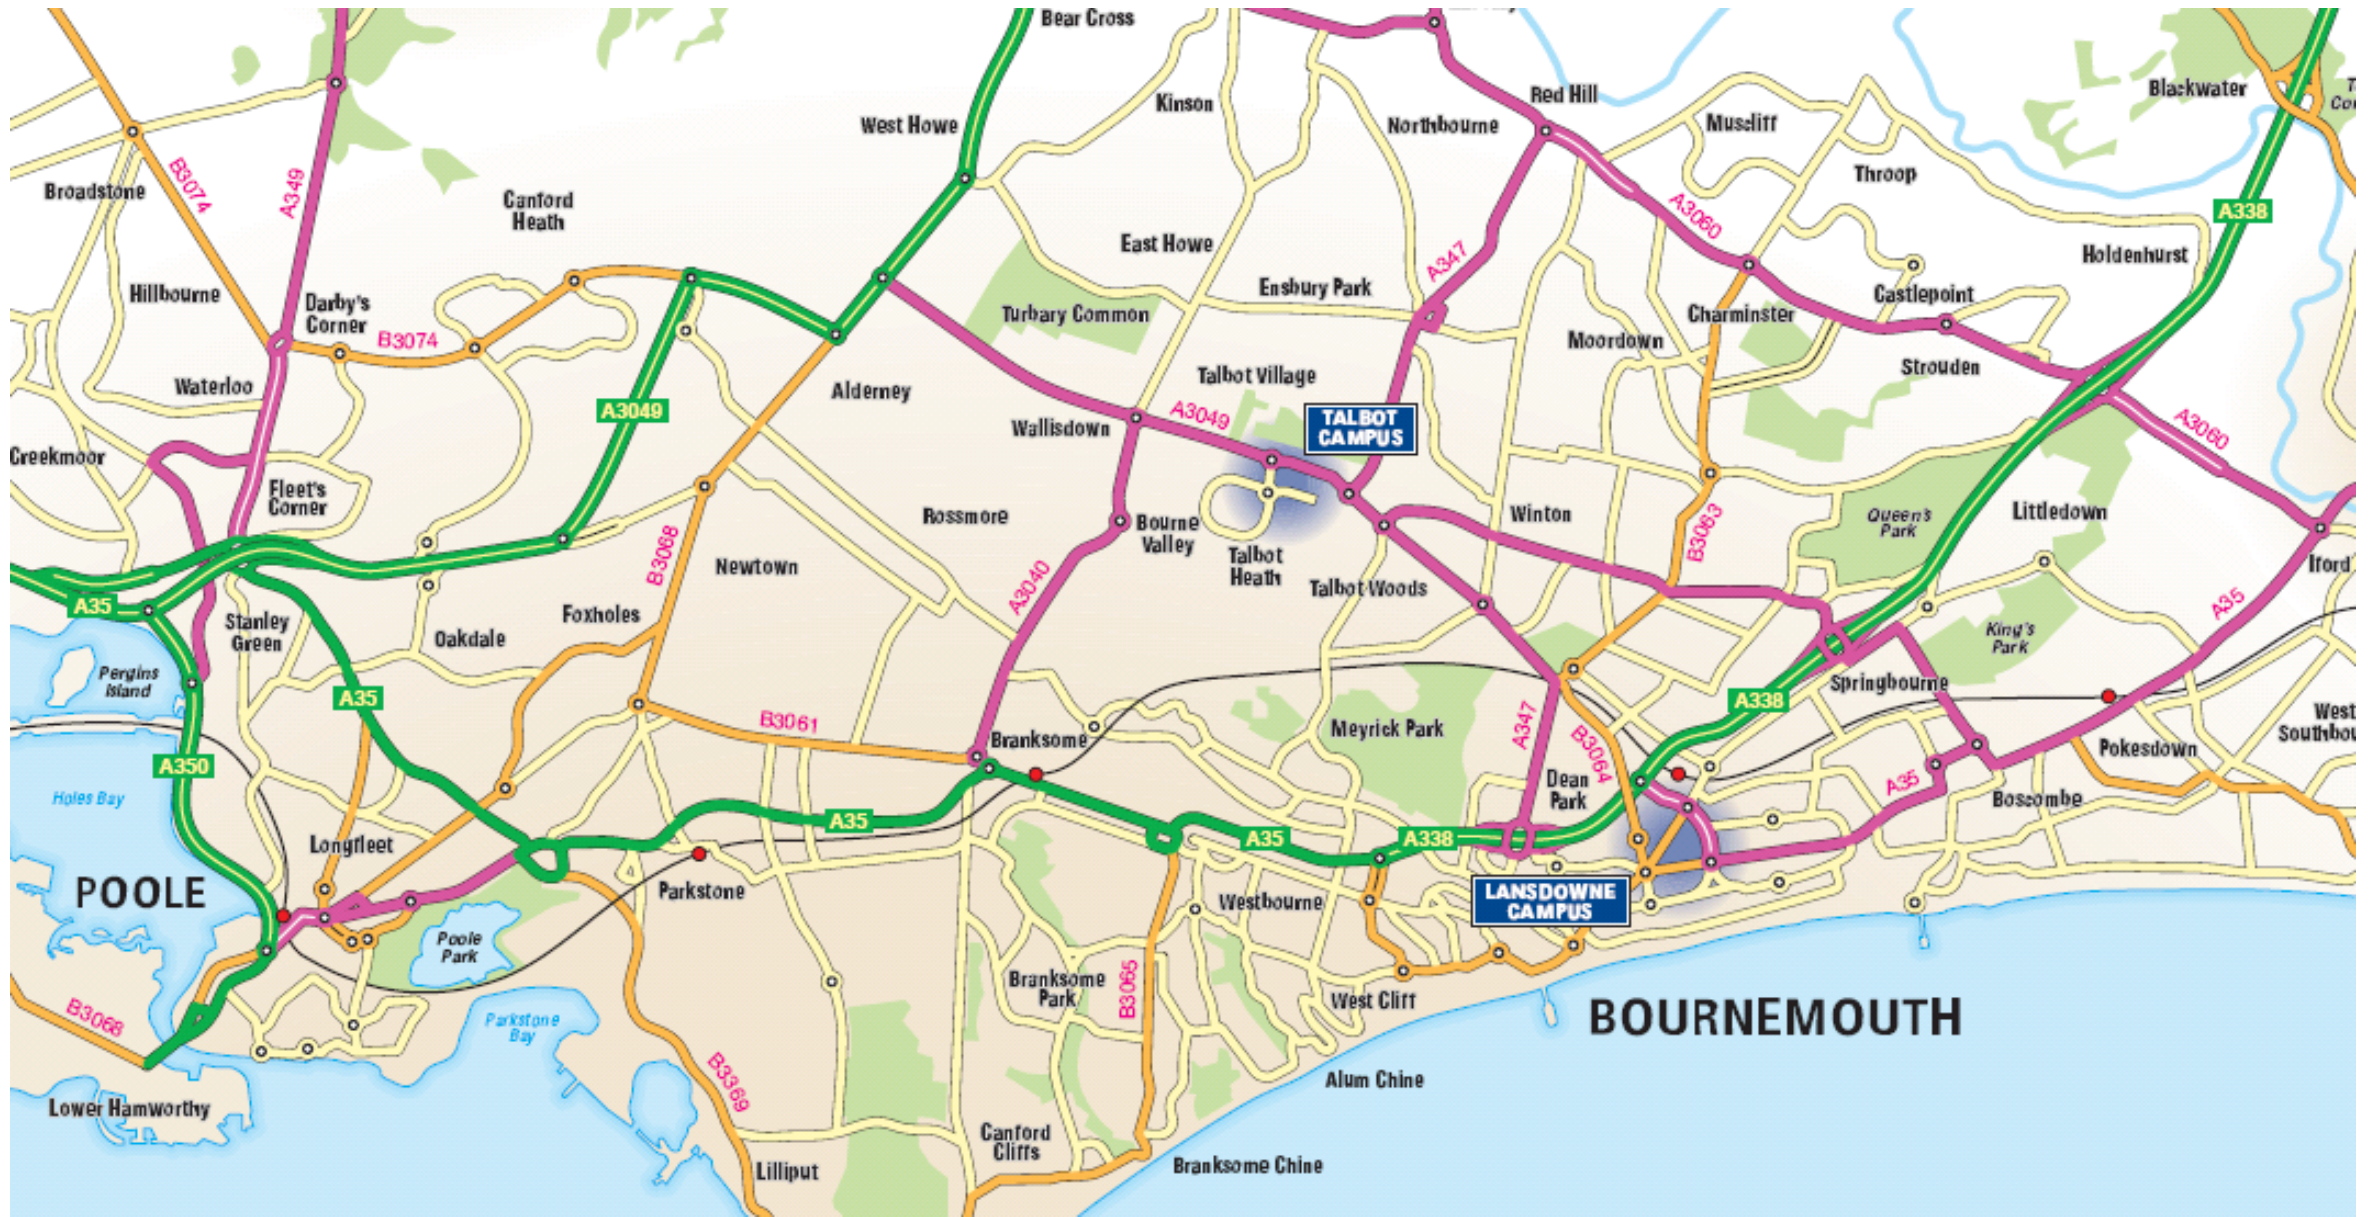 Bear Cross
Red Hill
Blackwater
Kinson
West Howe
Northbourne
Muscliff
Throop
Broadstone
B3074
A349
Canford
Heath
A3060
A338
East Howe
A347
Holdenhurst
Hillbourne
Darby's
Corner
Ensbury Park
Castlepoint
Turbary Common
Charminster
B3074
Moordown
Strouden
Waterloo
Talbot Village
Alderney
A3049
A3049
TALBOT
CAMPUS
Wallisdown
A3060
Creekmoor
Fleet's
Corner
Rossmore
Bourne
Valley
Winton
Queen's
Park
Littledown
B3063
B3068
Newtown
Talbot
Heath
Iford
A3040
Talbot Woods
A35
A35
Stanley
Green
Foxholes
Oakdale
King's
Park
Pergins
Island
A35
A338
Springbourne
B3061
Meyrick Park
A347
B3064
West
Branksome
Pokesdown
A350
Dean
Park
A35
Holes Bay
Boscombe
A35
A35
A338
Longfleet
POOLE
Parkstone
Westbourne
LANSDOWNE
CAMPUS
Poole
Park
Branksome
Park
B3065
West Cliff
BOURNEMOUTH
B3068
Parkstone
Bay
B3369
Alum Chine
Lower Hamworthy
Canford
Cliffs
Lilliput
Branksome Chine